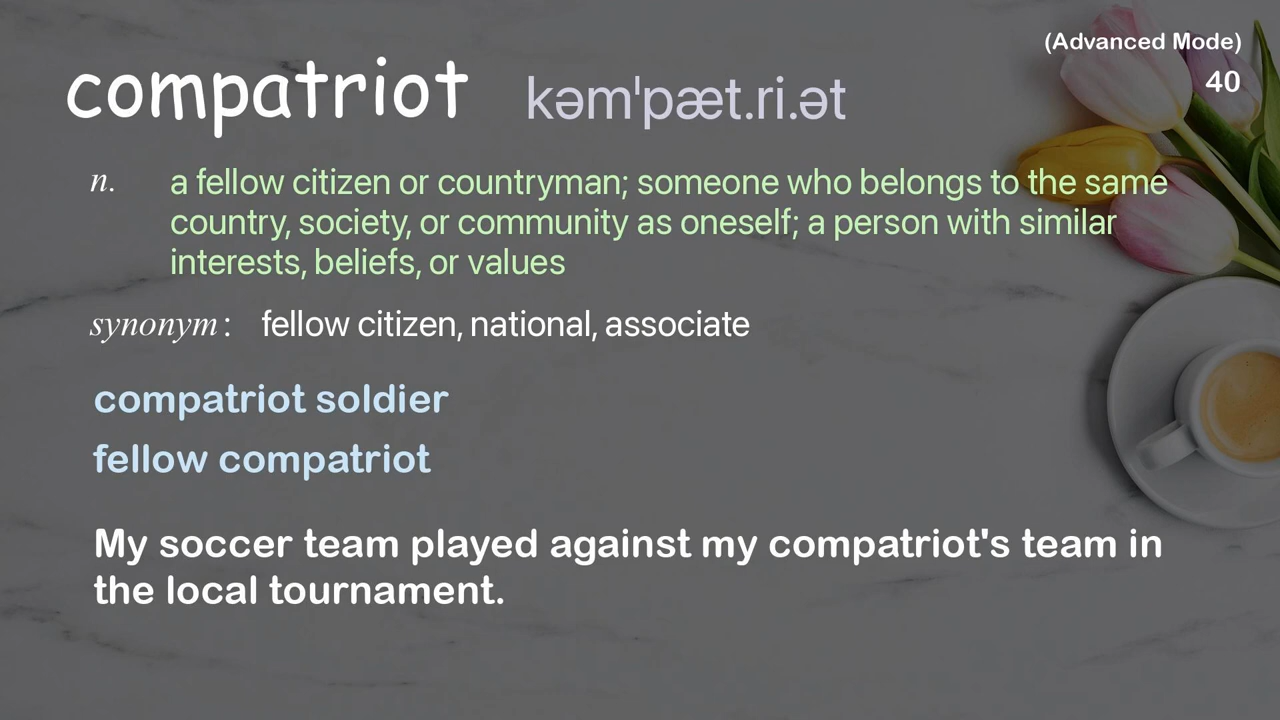 (Advanced Mode)
40
compatriot kəm'pæt.ri.ət
n. a fellow citizen or countryman; someone who belongs to the same
country, society, or community as oneself; a person with similar
interests, beliefs, or values
synonym: fellow citizen, national, associate
compatriot soldier
fellow compatriot
My soccer team played against my compatriot's team in
the local tournament.